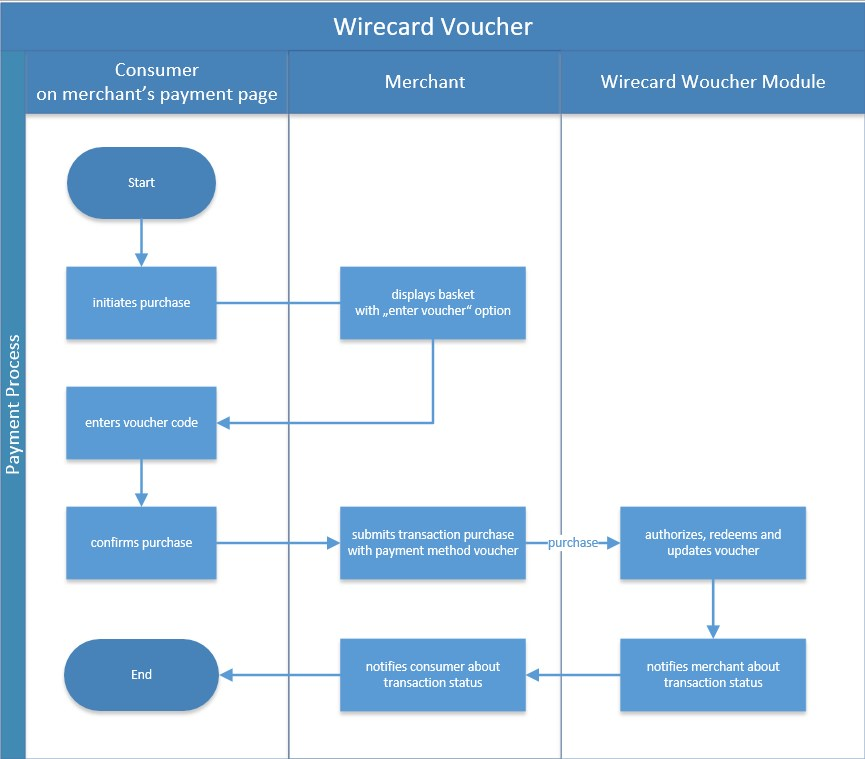 Wirecard Voucher
Payment Process
Consumer
on merchant's payment page
Merchant
Wirecard Woucher Module
Start
initiates purchase
displays basket
with „enter voucher“ option
enters voucher code
confirms purchase
submits transaction purchase
with payment method voucher
purchase
authorizes, redeems and
updates voucher
End
notifies consumer about
transaction status
notifies merchant about
transaction status